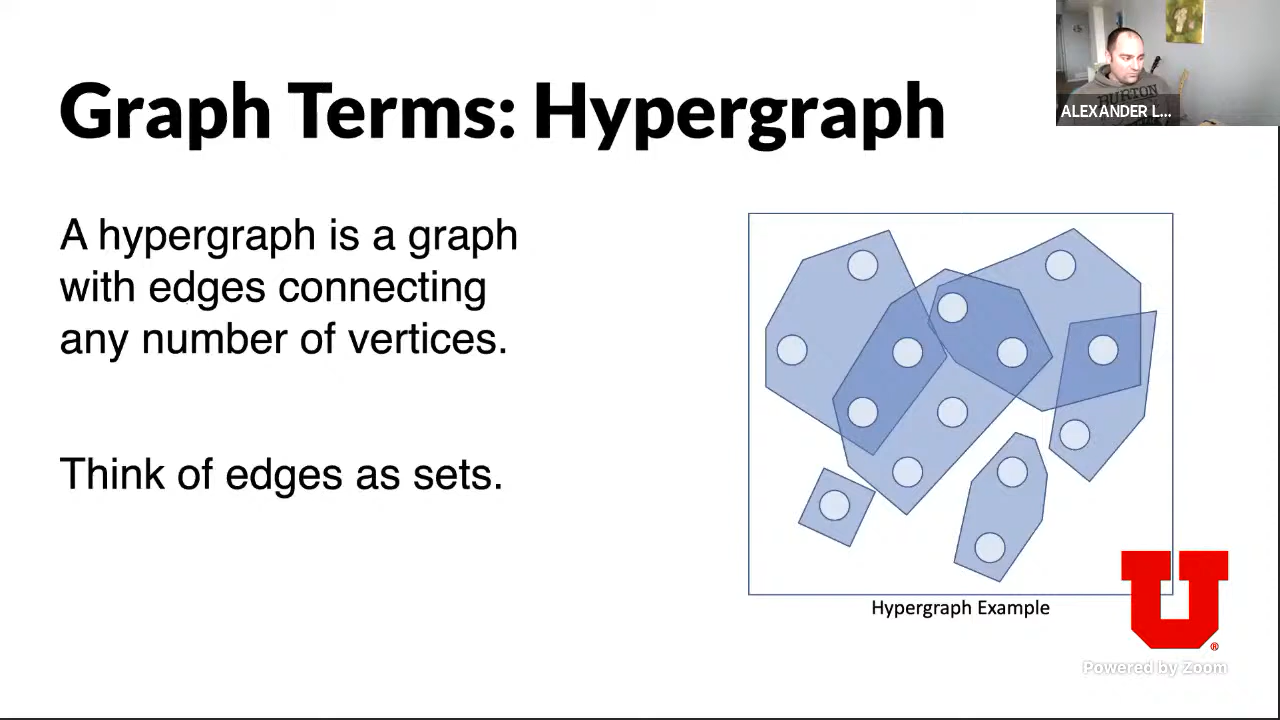 Graph Terms: Hypergraph
ALEXANDER L...
BURTON
A hypergraph is a graph
with edges connecting
any number of vertices.
Think of edges as sets.
Hypergraph Example
U
®
Powered by Zoom